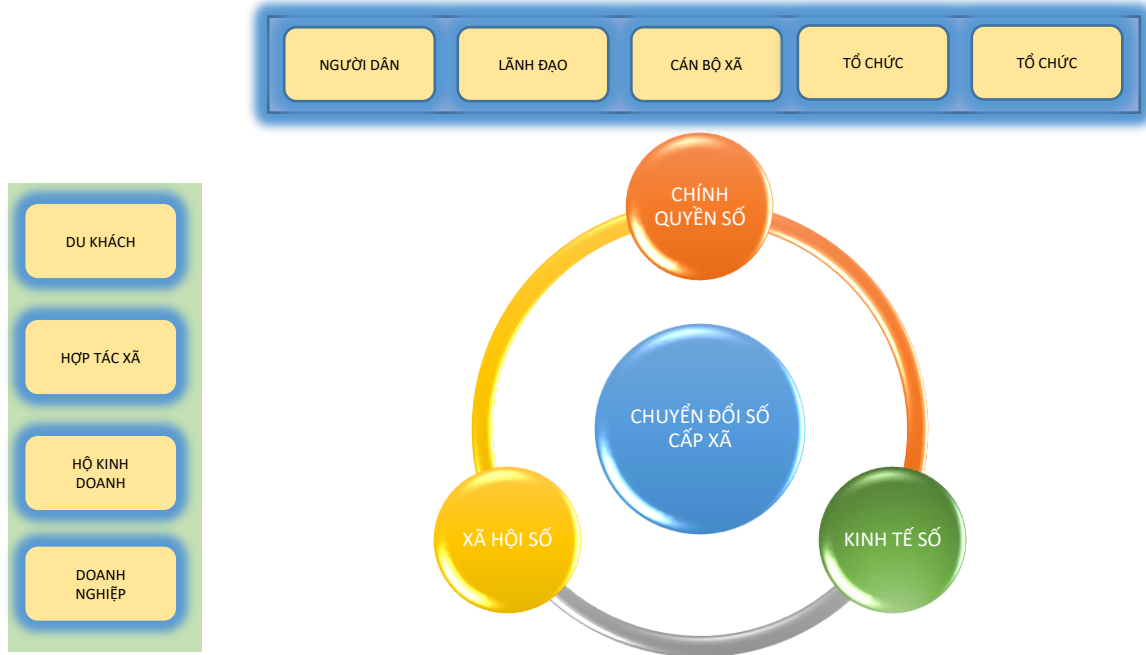 NGƯỜI DÂN
LÃNH ĐẠO
CÁN BỘ XÃ
TỔ CHỨC
TỔ CHỨC
CHÍNH
QUYỀN SỐ
DU KHÁCH
HỢP TÁC XÃ
HỘ KINH
DOANH
DOANH
NGHIỆP
CHUYỂN ĐỔI SỐ
CẤP XÃ
XÃ HỘI SỐ
KINH TẾ SỐ